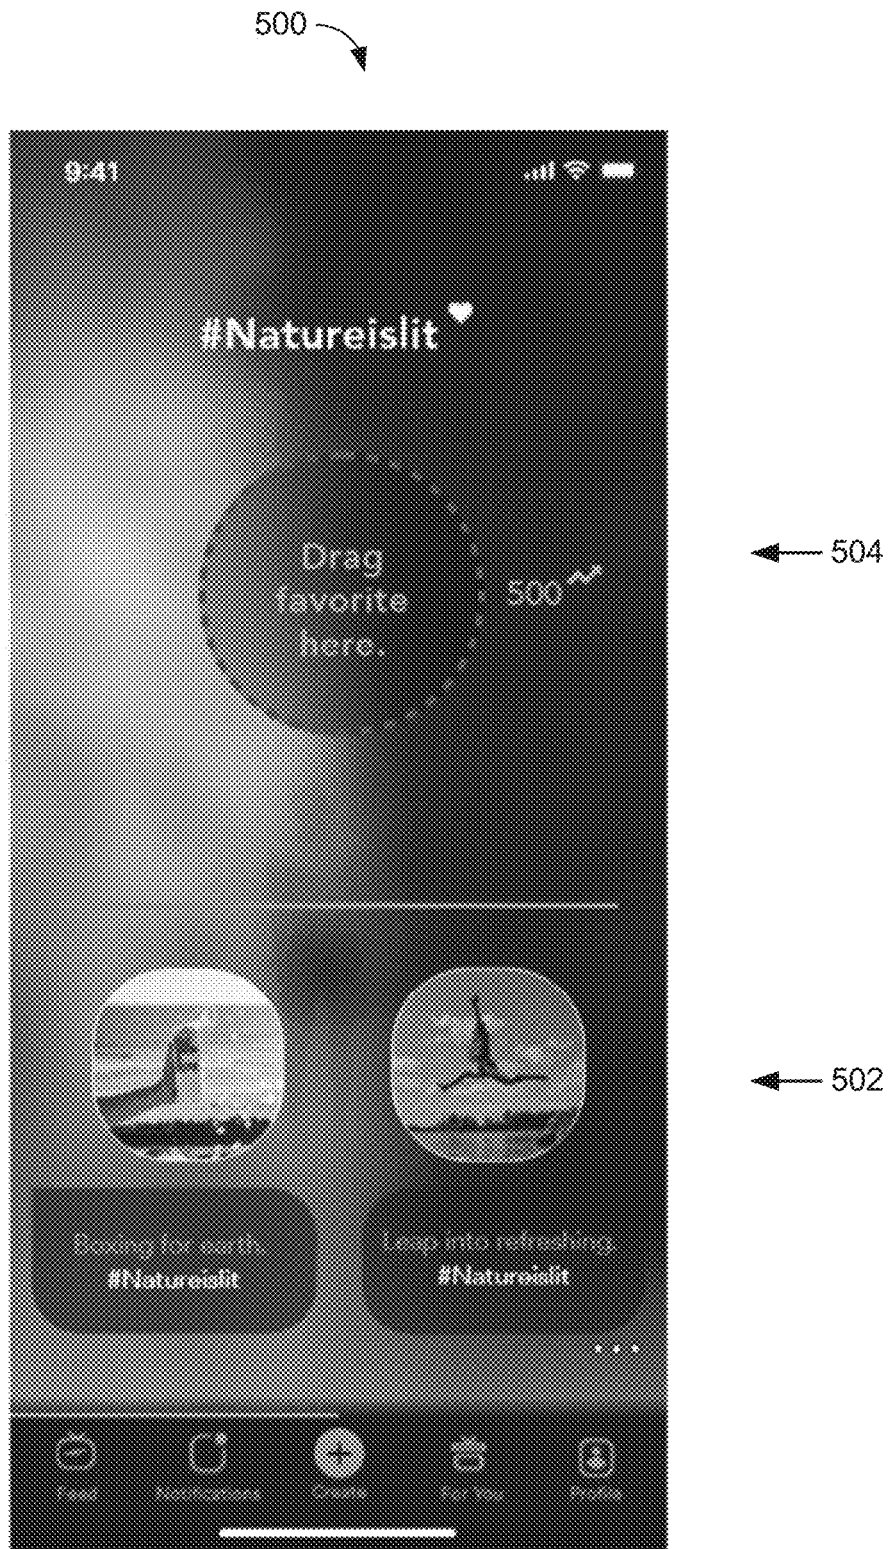 500
9:41
#Natureislit
Drag
favorite
here.
500
504
502
Boxing for earth.
#Natureislit
Leap into refreshing.
#Natureislit
Feed
Notifications
Create
For You
Profile